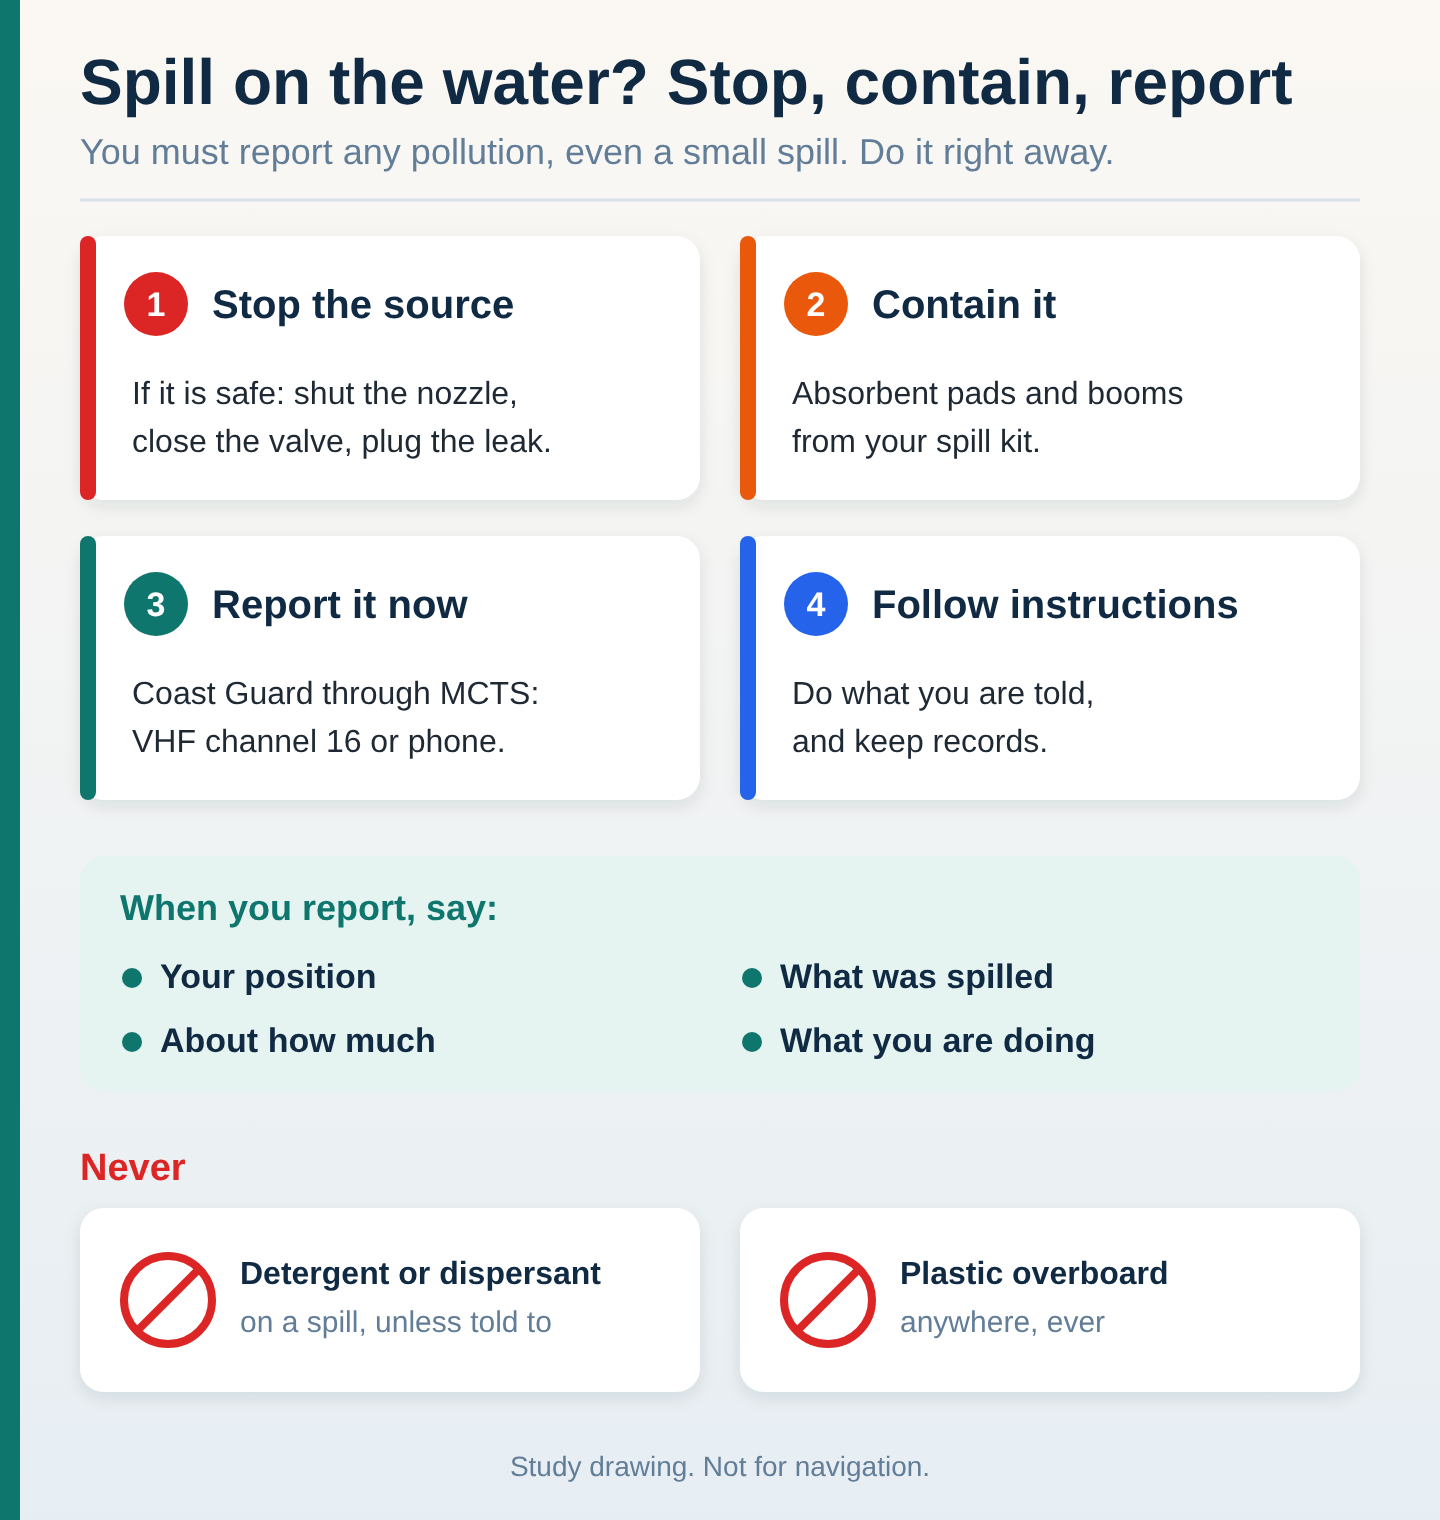 Spill on the water? Stop, contain, report
You must report any pollution, even a small spill. Do it right away.
1
Stop the source
If it is safe: shut the nozzle,
close the valve, plug the leak.
2
Contain it
Absorbent pads and booms
from your spill kit.
3
Report it now
Coast Guard through MCTS:
VHF channel 16 or phone.
4
Follow instructions
Do what you are told,
and keep records.
When you report, say:
Your position
What was spilled
About how much
What you are doing
Never
Detergent or dispersant
on a spill, unless told to
Plastic overboard
anywhere, ever
Study drawing. Not for navigation.